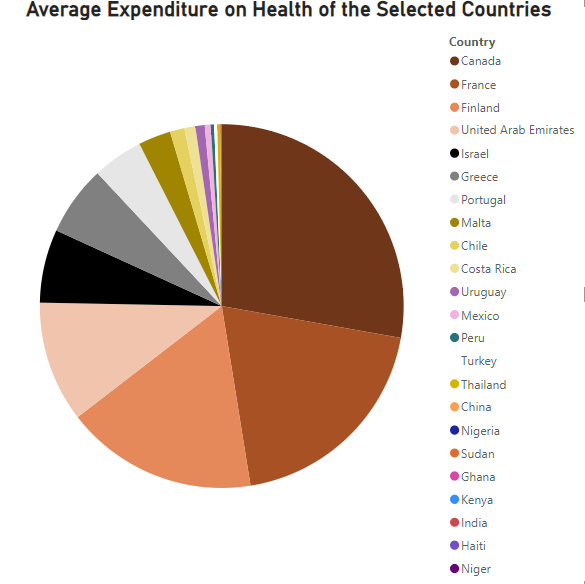 Average Expenditure on Health of the Selected Countries
Country
Canada
France
Finland
United Arab Emirates
Israel
Greece
Portugal
Malta
Chile
Costa Rica
Uruguay
Mexico
Peru
Turkey
Thailand
China
Nigeria
Sudan
Ghana
Kenya
India
Haiti
Niger